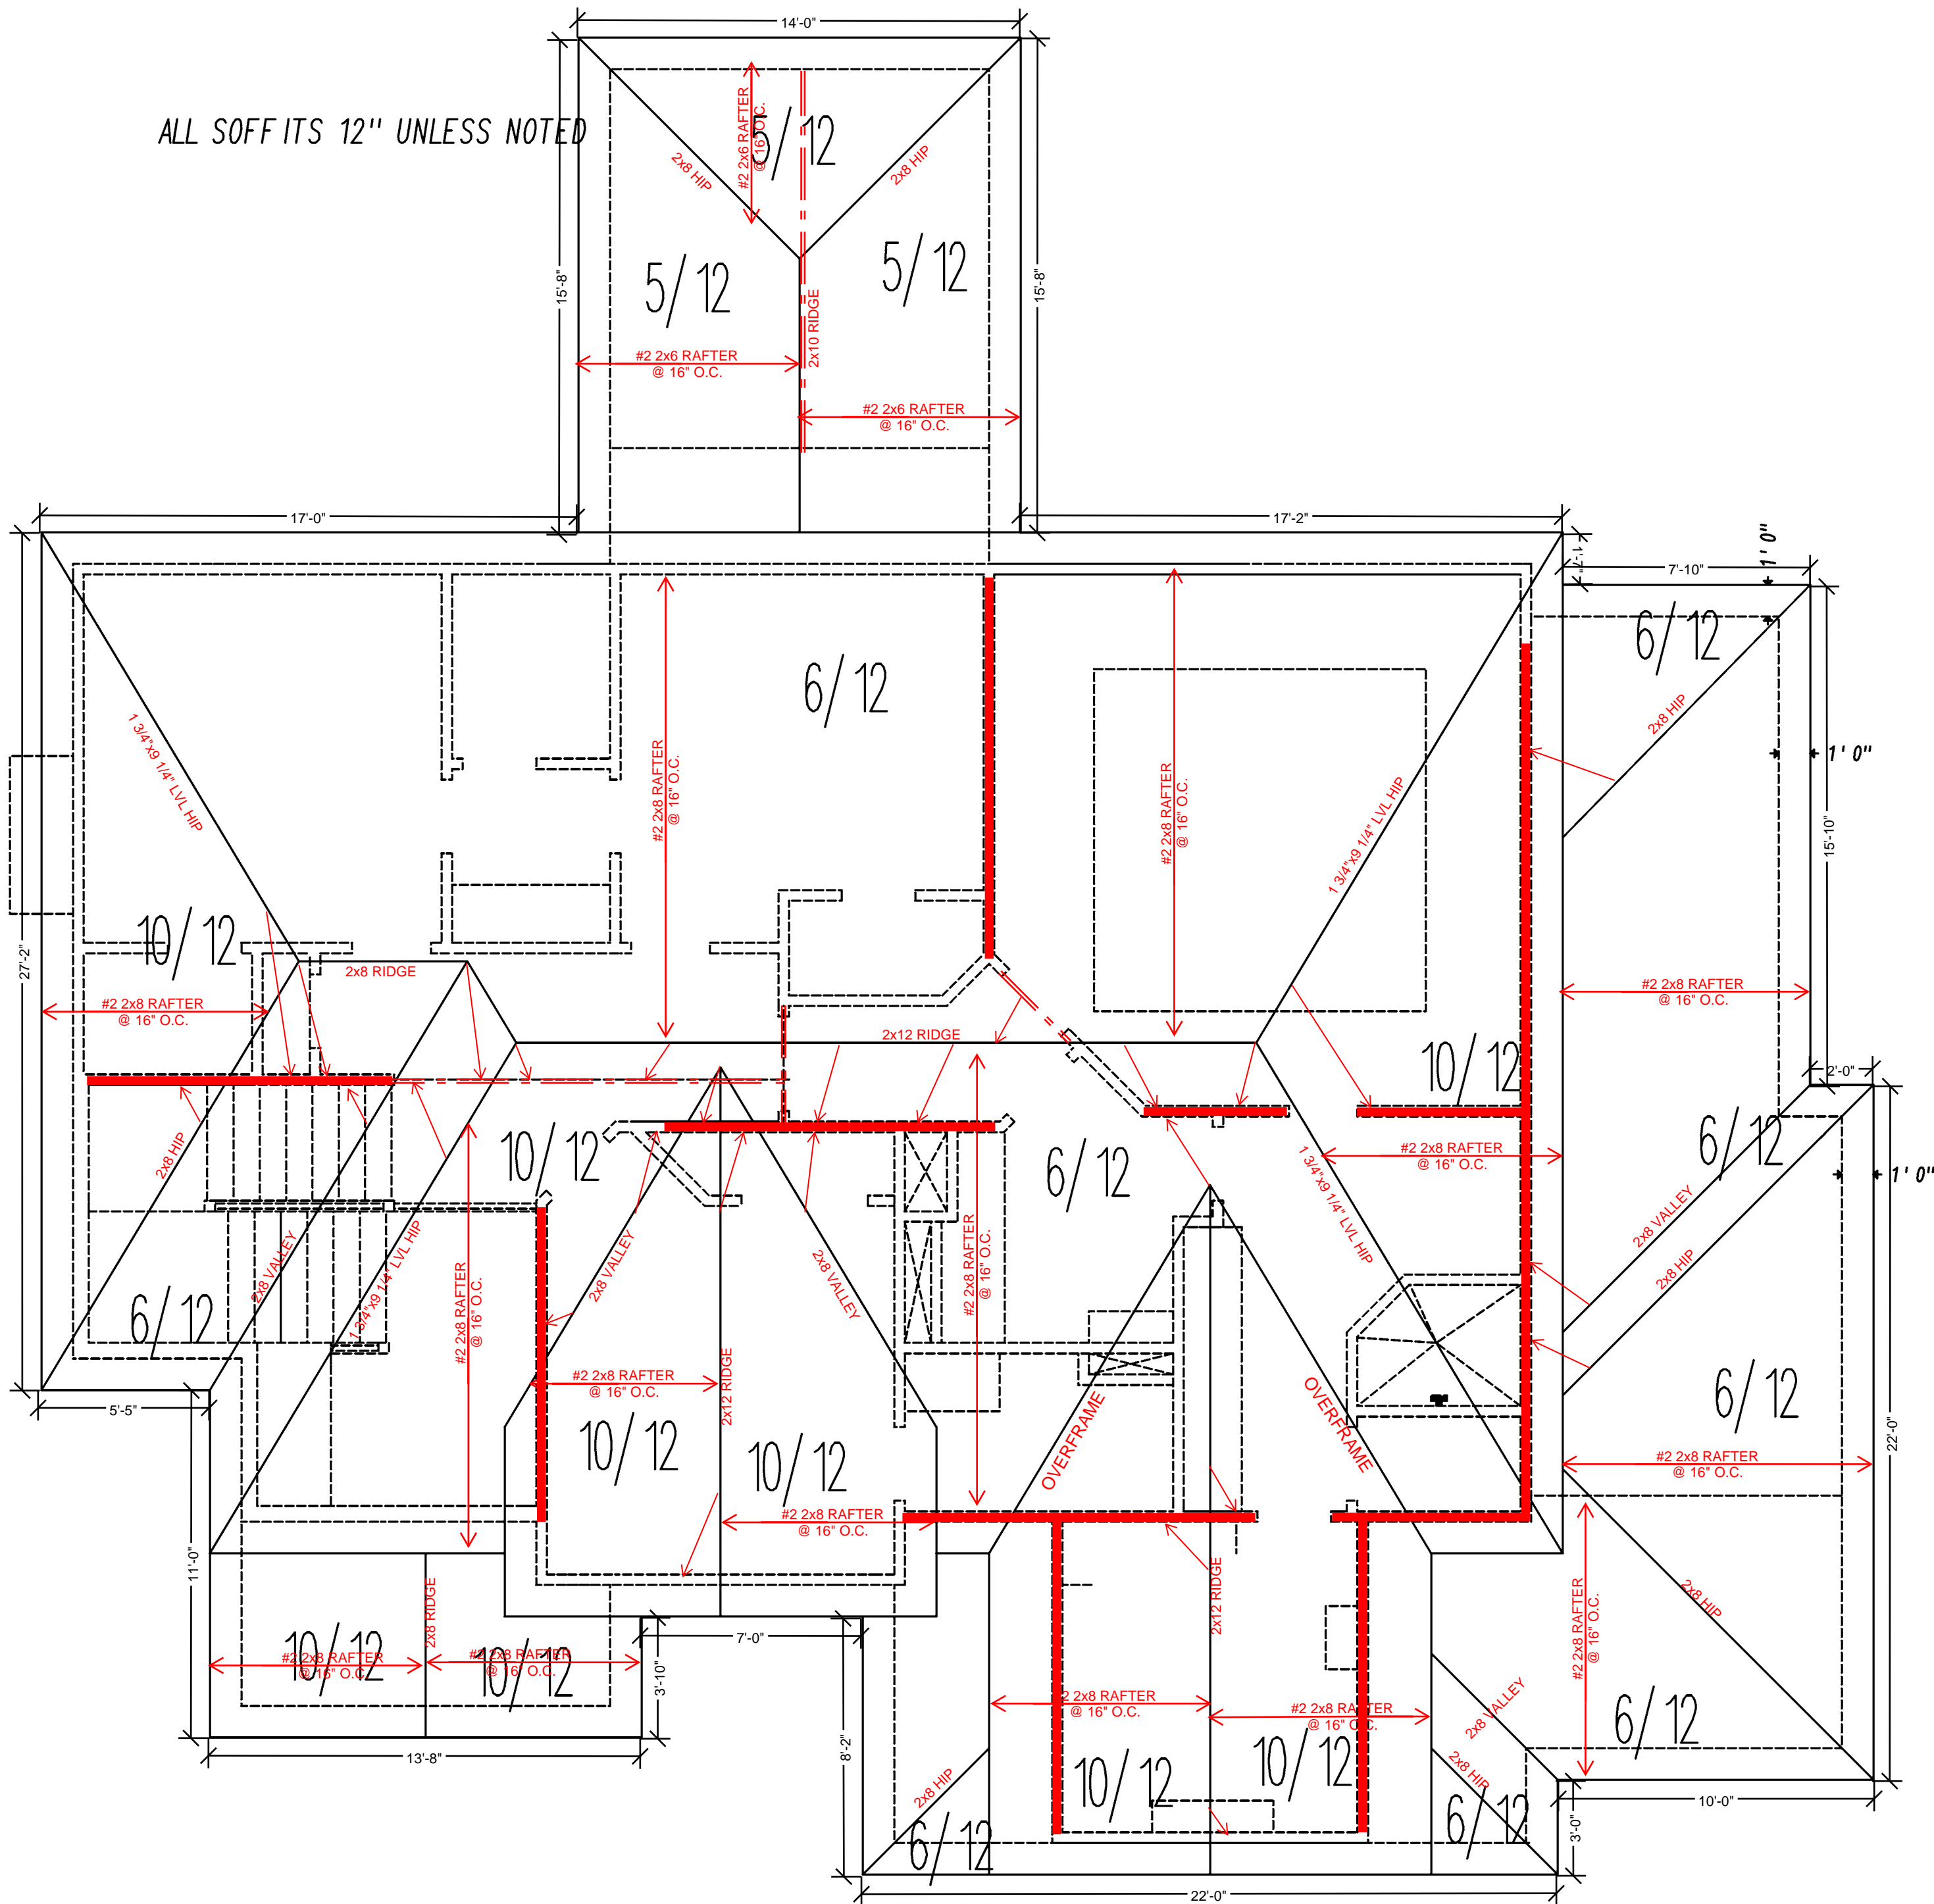 14'-0"
ALL SOFFITS 12" UNLESS NOTED
#2 2x6 RAFTER
@ 16" O.C.
5/12
2x8 HIP
2x8 HIP
15'-8"
15'-8"
5/12
5/12
2x10 RIDGE
#2 2x6 RAFTER
@ 16" O.C.
#2 2x6 RAFTER
@ 16" O.C.
17'-0"
17'-2"
1'-7"
1'0"
7'-10"
6/12
6/12
2x8 HIP
1'0"
1 3/4"x9 1/4" LVL HIP
#2 2x8 RAFTER
@ 16" O.C.
#2 2x8 RAFTER
@ 16" O.C.
1 3/4"x9 1/4" LVL HIP
15'-10"
27'-2"
10/12
2x8 RIDGE
#2 2x8 RAFTER
@ 16" O.C.
#2 2x8 RAFTER
@ 16" O.C.
2x12 RIDGE
10/12
2'-0"
2x8 HIP
10/12
6/12
#2 2x8 RAFTER
@ 16" O.C.
6/12
1'0"
1 3/4"x9 1/4" LVL HIP
2x8 VALLEY
2x8 HIP
2x8 VALLEY
1 3/4"x9 1/4" LVL HIP
6/12
#2 2x8 RAFTER
@ 16" O.C.
2x8 VALLEY
2x8 VALLEY
#2 2x8 RAFTER
@ 16" O.C.
#2 2x8 RAFTER
@ 16" O.C.
2x12 RIDGE
OVERFRAME
OVERFRAME
6/12
5'-5"
22'-0"
10/12
10/12
#2 2x8 RAFTER
@ 16" O.C.
#2 2x8 RAFTER
@ 16" O.C.
11'-0"
2x8 RIDGE
2x12 RIDGE
#2 2x8 RAFTER
@ 16" O.C.
2x8 HIP
10/12
10/12
#2 2x8 RAFTER
@ 16" O.C.
#2 2x8 RAFTER
@ 16" O.C.
7'-0"
3'-10"
2 2x8 RAFTER
@ 16" O.C.
#2 2x8 RAFTER
@ 16" O.C.
2x8 VALLEY
6/12
13'-8"
8'-2"
10/12
10/12
2x8 HIP
2x8 HIP
10'-0"
6/12
6/12
3'-0"
22'-0"